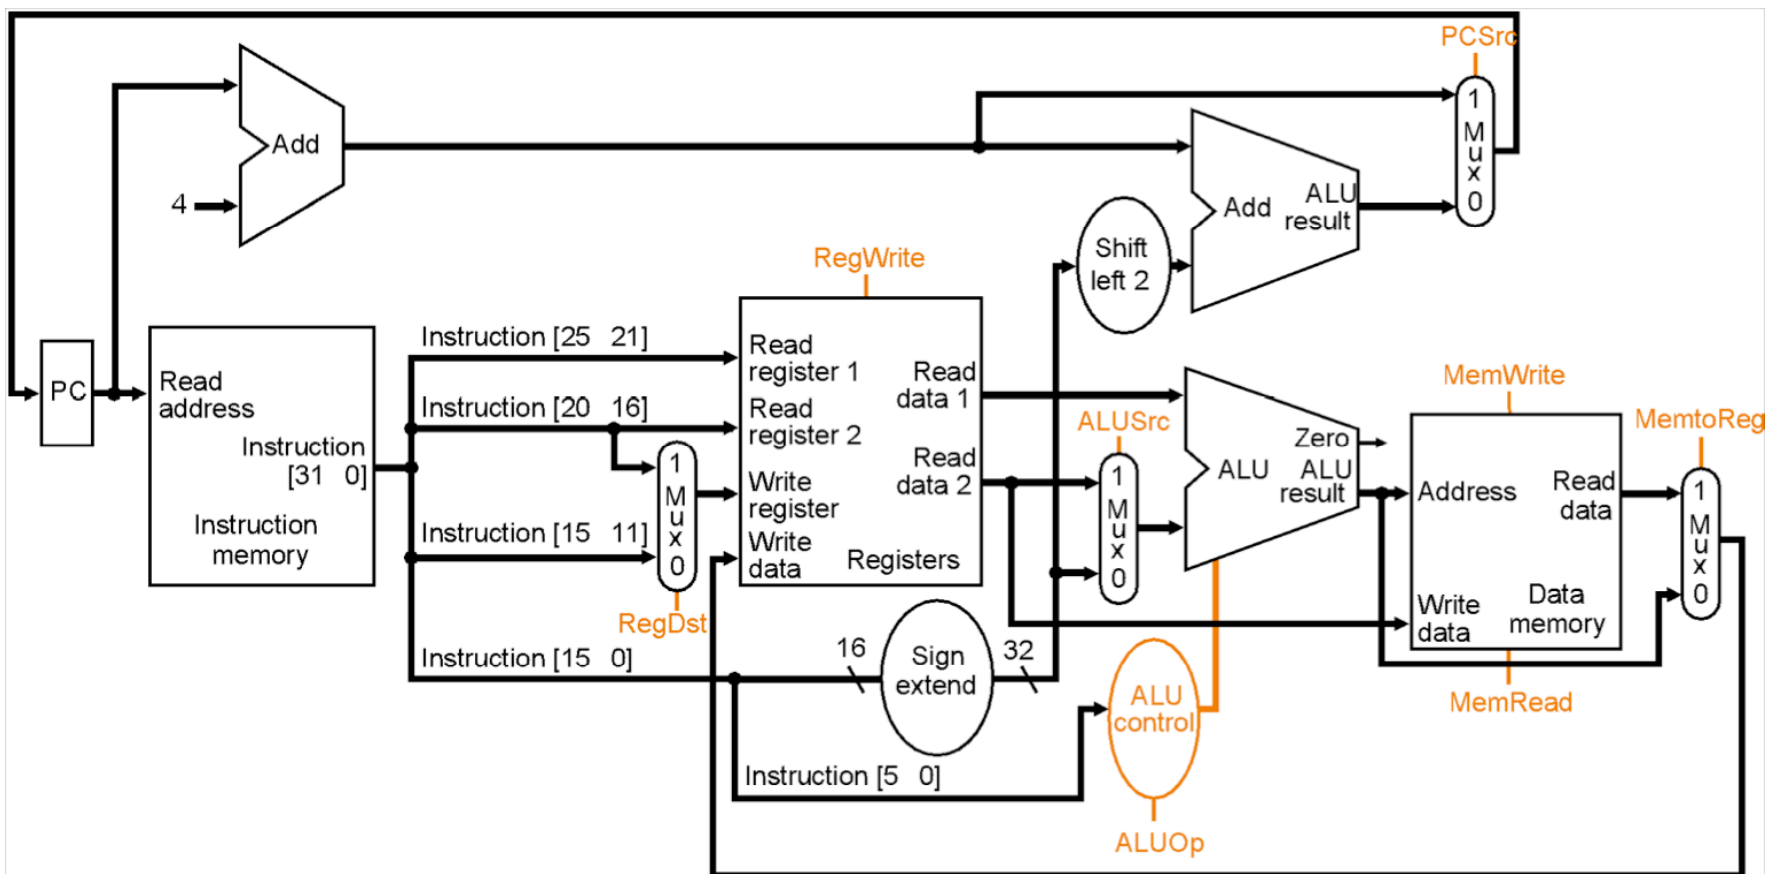 PCSrc
1
M
u
x
0
Add
4
Add
ALU
result
Shift
left 2
RegWrite
PC
Read
address
Instruction
[31 0]
Instruction
memory
Instruction [25 21]
Instruction [20 16]
Instruction [15 11]
Instruction [15 0]
Instruction [5 0]
1
M
u
x
0
RegDst
Read
register 1
Read
register 2
Write
register
Write
data
Read
data 1
Read
data 2
Registers
16
Sign
extend
32
ALUSrc
1
M
u
x
0
Zero
ALU
ALU
result
ALU
control
ALUOp
MemWrite
Address
Read
data
Write
data
Data
memory
MemRead
MemtoReg
1
M
u
x
0